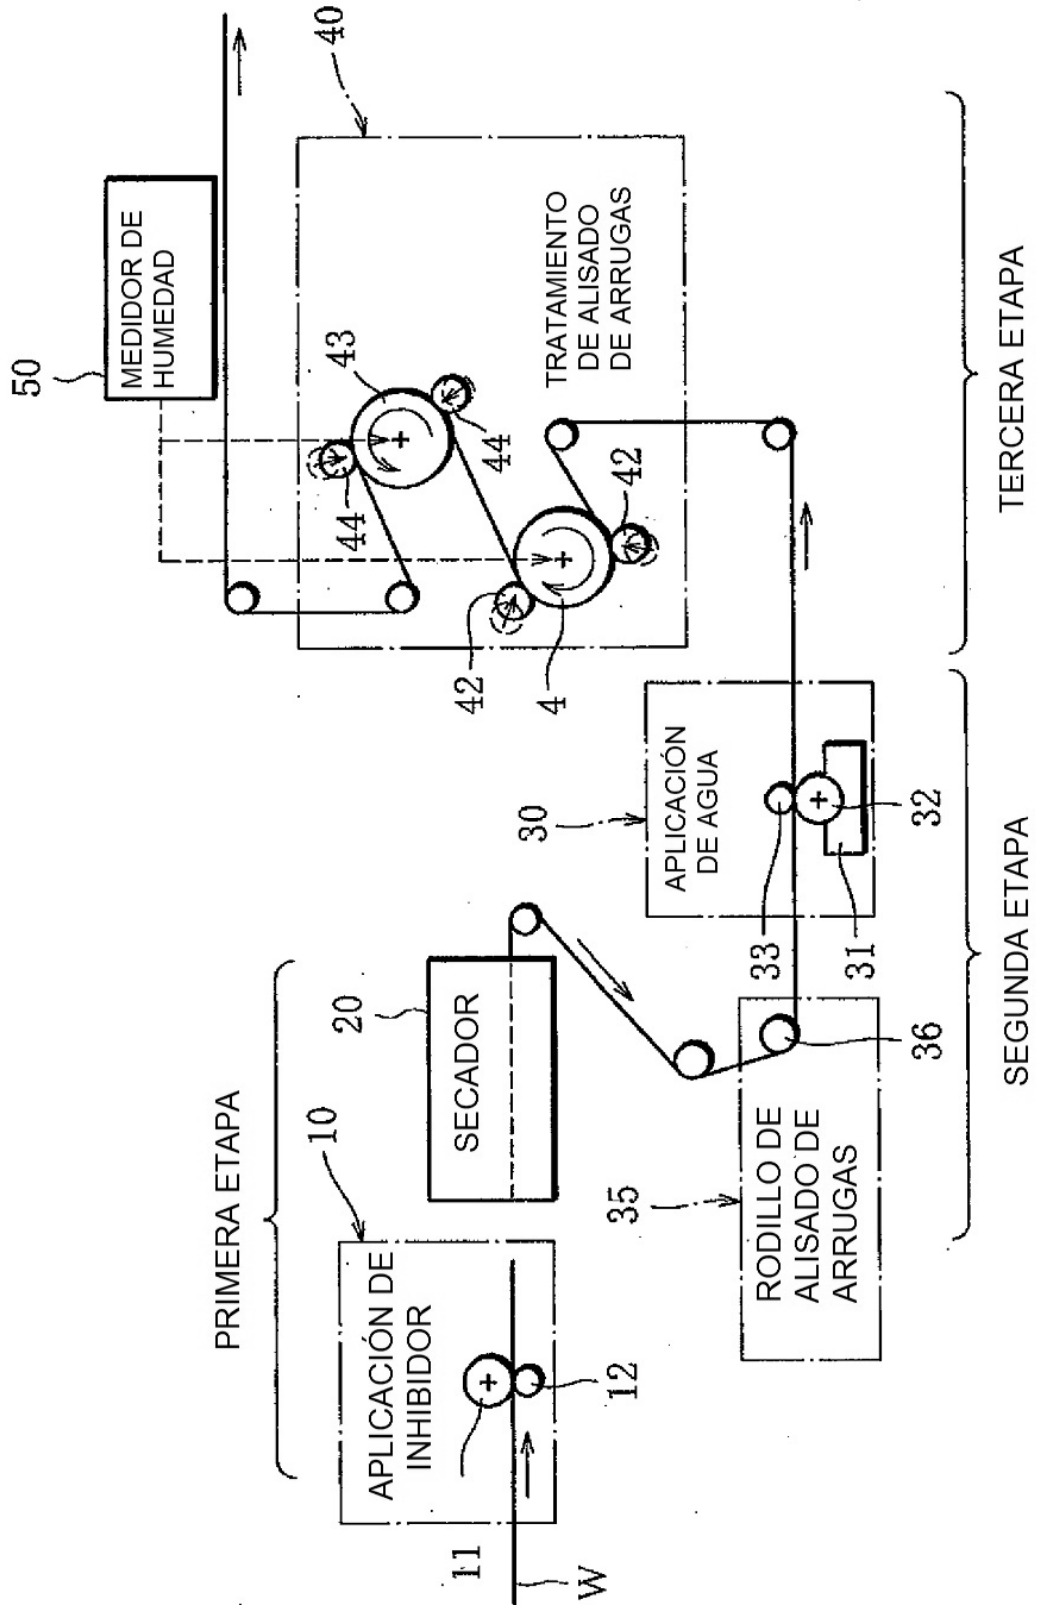 PRIMERA ETAPA
10
APLICACIÓN DE
INHIBIDOR
11
12
W
20
SECADOR
35
RODILLO DE
ALISADO DE
ARRUGAS
36
SEGUNDA ETAPA
30
APLICACIÓN
DE AGUA
33
31
32
TERCERA ETAPA
40
TRATAMIENTO
DE ALISADO
DE ARRUGAS
42
4
42
44
43
44
50
MEDIDOR DE
HUMEDAD